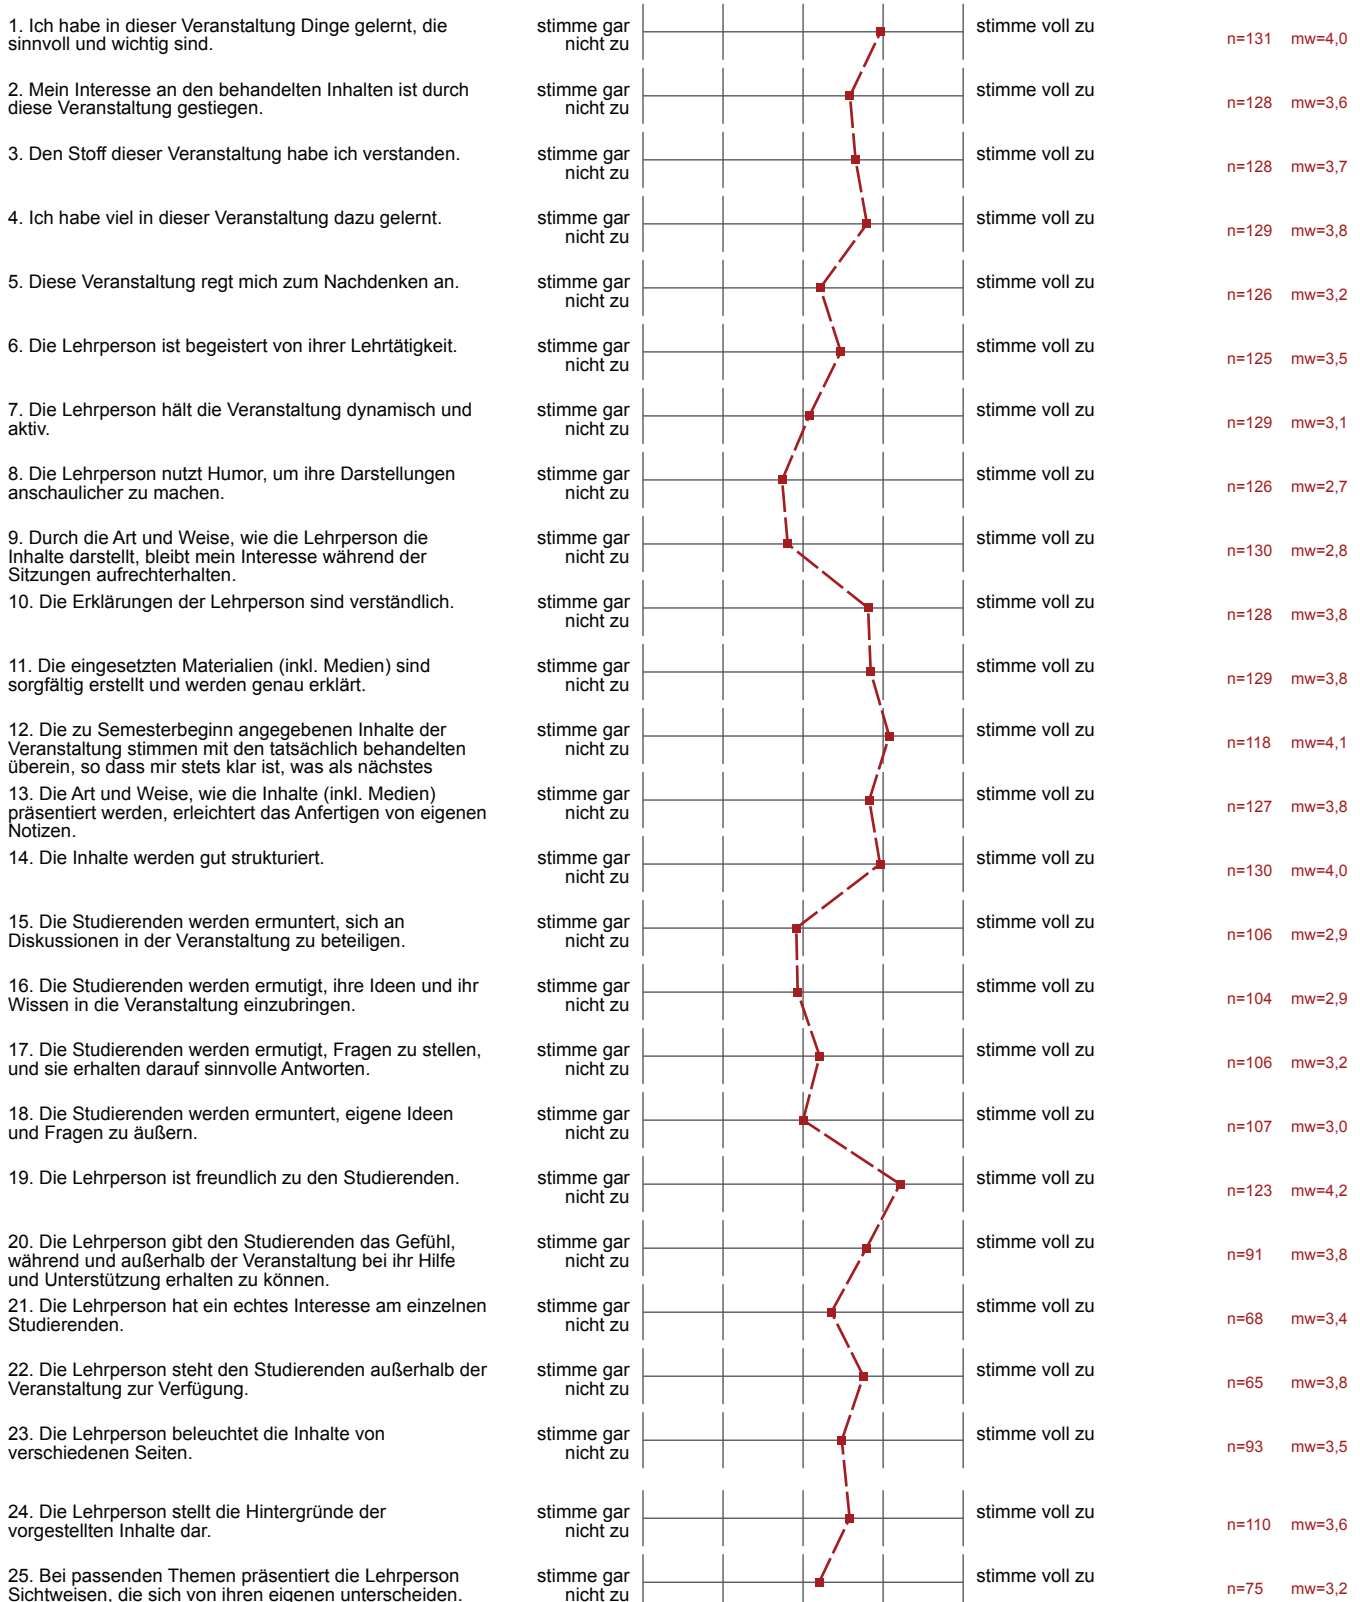 1. Ich habe in dieser Veranstaltung Dinge gelernt, die
sinnvoll und wichtig sind.
stimme gar
nicht zu
stimme voll zu
n=131 mw=4,0
2. Mein Interesse an den behandelten Inhalten ist durch
diese Veranstaltung gestiegen.
stimme gar
nicht zu
stimme voll zu
n=128 mw=3,6
3. Den Stoff dieser Veranstaltung habe ich verstanden.
stimme gar
nicht zu
stimme voll zu
n=128 mw=3,7
4. Ich habe viel in dieser Veranstaltung dazu gelernt.
stimme gar
nicht zu
stimme voll zu
n=129 mw=3,8
5. Diese Veranstaltung regt mich zum Nachdenken an.
stimme gar
nicht zu
stimme voll zu
n=126 mw=3,2
6. Die Lehrperson ist begeistert von ihrer Lehrtätigkeit.
stimme gar
nicht zu
stimme voll zu
n=125 mw=3,5
7. Die Lehrperson hält die Veranstaltung dynamisch und
aktiv.
stimme gar
nicht zu
stimme voll zu
n=129 mw=3,1
8. Die Lehrperson nutzt Humor, um ihre Darstellungen
anschaulicher zu machen.
stimme gar
nicht zu
stimme voll zu
n=126 mw=2,7
9. Durch die Art und Weise, wie die Lehrperson die
Inhalte darstellt, bleibt mein Interesse während der
Sitzungen aufrechterhalten.
stimme gar
nicht zu
stimme voll zu
n=130 mw=2,8
10. Die Erklärungen der Lehrperson sind verständlich.
stimme gar
nicht zu
stimme voll zu
n=128 mw=3,8
11. Die eingesetzten Materialien (inkl. Medien) sind
sorgfältig erstellt und werden genau erklärt.
stimme gar
nicht zu
stimme voll zu
n=129 mw=3,8
12. Die zu Semesterbeginn angegebenen Inhalte der
Veranstaltung stimmen mit den tatsächlich behandelten
überein, so dass mir stets klar ist, was als nächstes
stimme gar
nicht zu
stimme voll zu
n=118 mw=4,1
13. Die Art und Weise, wie die Inhalte (inkl. Medien)
präsentiert werden, erleichtert das Anfertigen von eigenen
Notizen.
stimme gar
nicht zu
stimme voll zu
n=127 mw=3,8
14. Die Inhalte werden gut strukturiert.
stimme gar
nicht zu
stimme voll zu
n=130 mw=4,0
15. Die Studierenden werden ermuntert, sich an
Diskussionen in der Veranstaltung zu beteiligen.
stimme gar
nicht zu
stimme voll zu
n=106 mw=2,9
16. Die Studierenden werden ermutigt, ihre Ideen und ihr
Wissen in die Veranstaltung einzubringen.
stimme gar
nicht zu
stimme voll zu
n=104 mw=2,9
17. Die Studierenden werden ermutigt, Fragen zu stellen,
und sie erhalten darauf sinnvolle Antworten.
stimme gar
nicht zu
stimme voll zu
n=106 mw=3,2
18. Die Studierenden werden ermuntert, eigene Ideen
und Fragen zu äußern.
stimme gar
nicht zu
stimme voll zu
n=107 mw=3,0
19. Die Lehrperson ist freundlich zu den Studierenden.
stimme gar
nicht zu
stimme voll zu
n=123 mw=4,2
20. Die Lehrperson gibt den Studierenden das Gefühl,
während und außerhalb der Veranstaltung bei ihr Hilfe
und Unterstützung erhalten zu können.
stimme gar
nicht zu
stimme voll zu
n=91 mw=3,8
21. Die Lehrperson hat ein echtes Interesse am einzelnen
Studierenden.
stimme gar
nicht zu
stimme voll zu
n=68 mw=3,4
22. Die Lehrperson steht den Studierenden außerhalb der
Veranstaltung zur Verfügung.
stimme gar
nicht zu
stimme voll zu
n=65 mw=3,8
23. Die Lehrperson beleuchtet die Inhalte von
verschiedenen Seiten.
stimme gar
nicht zu
stimme voll zu
n=93 mw=3,5
24. Die Lehrperson stellt die Hintergründe der
vorgestellten Inhalte dar.
stimme gar
nicht zu
stimme voll zu
n=110 mw=3,6
25. Bei passenden Themen präsentiert die Lehrperson
Sichtweisen, die sich von ihren eigenen unterscheiden.
stimme gar
nicht zu
stimme voll zu
n=75 mw=3,2